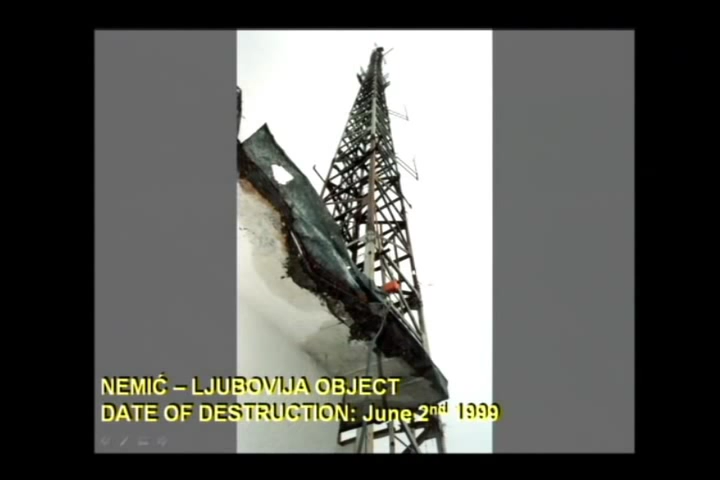 NEMIĆ – LJUBOVIJA OBJECT
DATE OF DESTRUCTION: June 2nd 1999